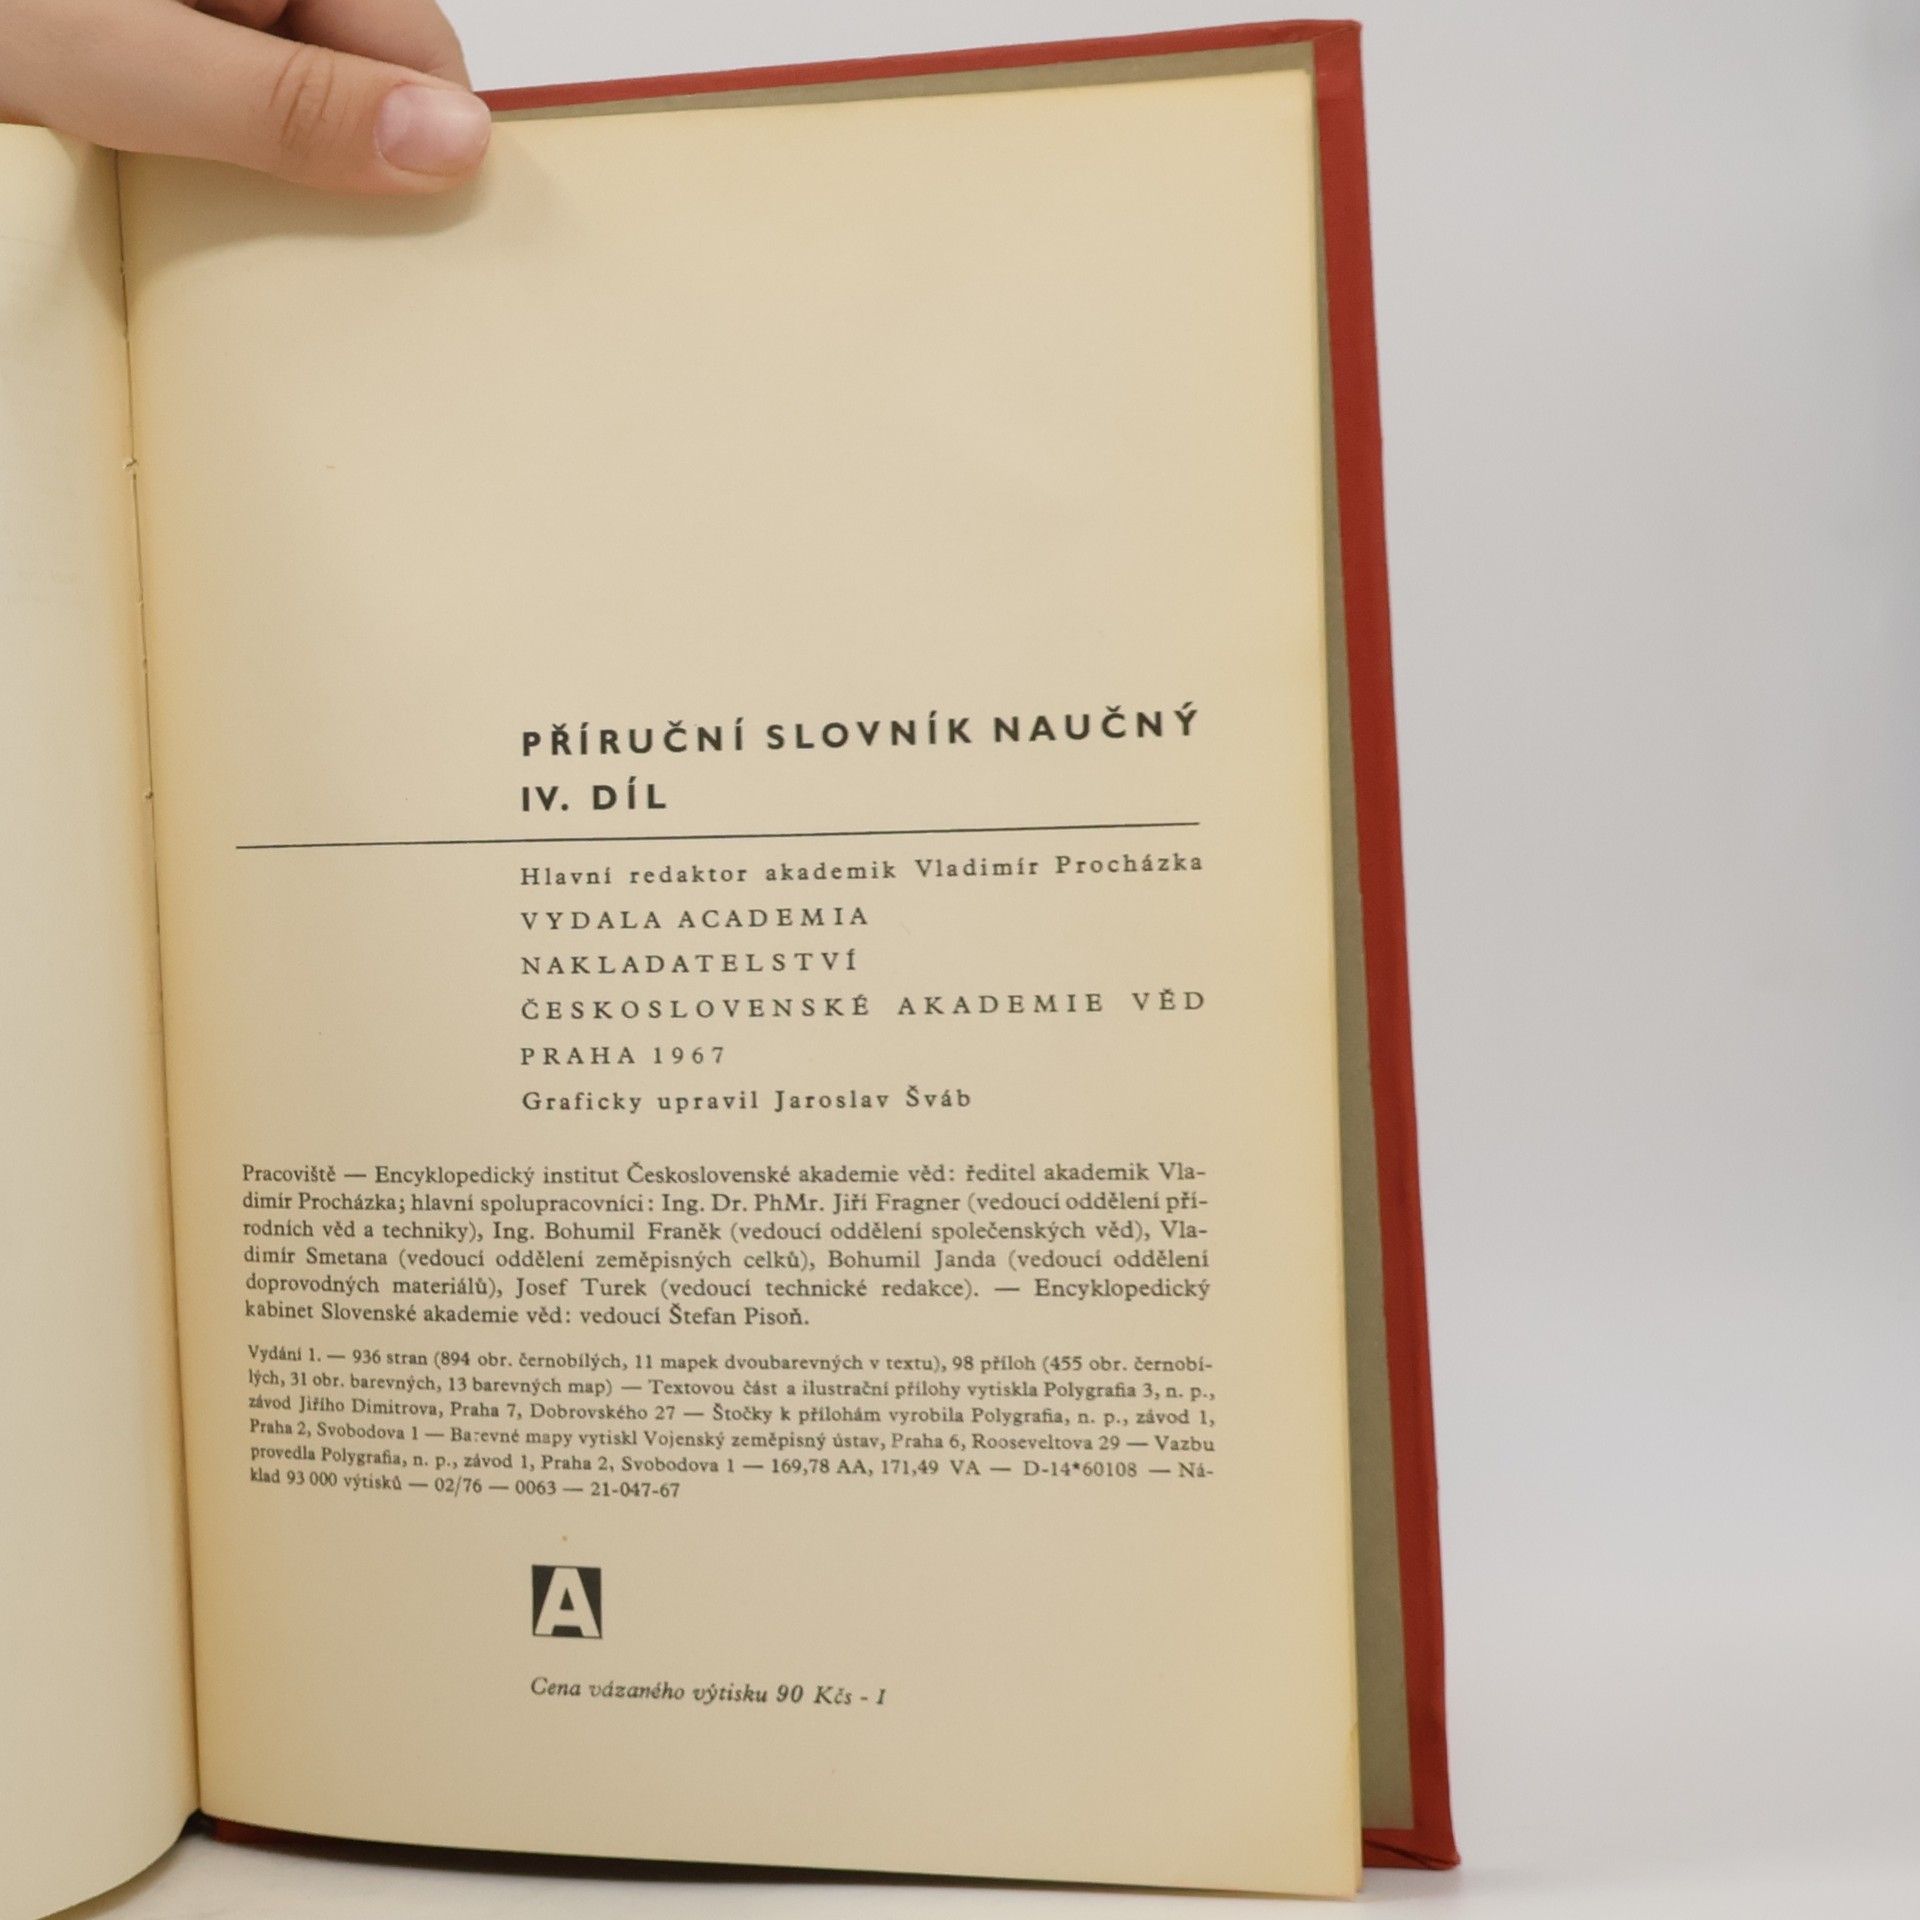 PŘÍRUČNÍ SLOVNÍK NAUČNÝ
IV. DÍL
Hlavní redaktor akademik Vladimír Procházka
VYDALA ACADEMIA
NAKLADATELSTVÍ
ČESKOSLOVENSKÉ AKADEMIE VĚD
PRAHA 1967
Graficky upravil Jaroslav Šváb
Pracoviště — Encyklopedický institut Československé akademie věd: ředitel akademik Vla-
dimír Procházka; hlavní spolupracovníci: Ing. Dr. PhMr. Jiří Fragner (vedoucí oddělení pří-
rodních věd a techniky), Ing. Bohumil Franěk (vedoucí oddělení společenských věd), Vla-
dimír Smetana (vedoucí oddělení zeměpisných celků), Bohumil Janda (vedoucí oddělení
doprovodných materiálů), Josef Turek (vedoucí technické redakce). — Encyklopedický
kabinet Slovenské akademie věd: vedoucí Štefan Pisoň.
Vydání 1. — 936 stran (894 obr. černobílých, 11 mapek dvoubarevných v textu), 98 příloh (455 obr. černobí-
lých, 31 obr. barevných, 13 barevných map) — Textovou část a ilustrační přílohy vytiskla Polygrafia 3, n. p.,
závod Jiřího Dimitrova, Praha 7, Dobrovského 27 — Štočky k přílohám vyrobila Polygrafia, n. p., závod 1,
Praha 2, Svobodova 1 — Barevné mapy vytiskl Vojenský zeměpisný ústav, Praha 6, Rooseveltova 29 — Vazbu
provedla Polygrafia, n. p., závod 1, Praha 2, Svobodova 1 — 169,78 AA, 171,49 VA — D-14*60108 — Ná-
klad 93 000 výtisků — 02/76 — 0063 — 21-047-67
A
Cena vázaného výtisku 90 Kčs - I